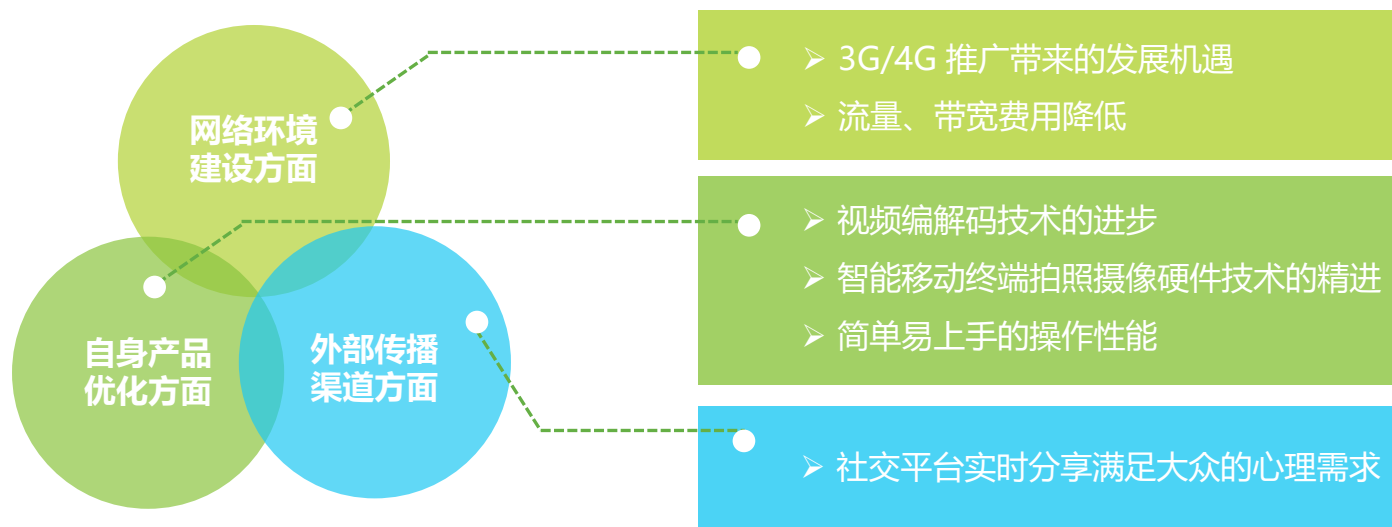 网络环境
建设方面
自身产品
优化方面
外部传播
渠道方面
➢ 3G/4G 推广带来的发展机遇
➢ 流量、带宽费用降低
➢ 视频编解码技术的进步
➢ 智能移动终端拍照摄像硬件技术的精进
➢ 简单易上手的操作性能
➢ 社交平台实时分享满足大众的心理需求